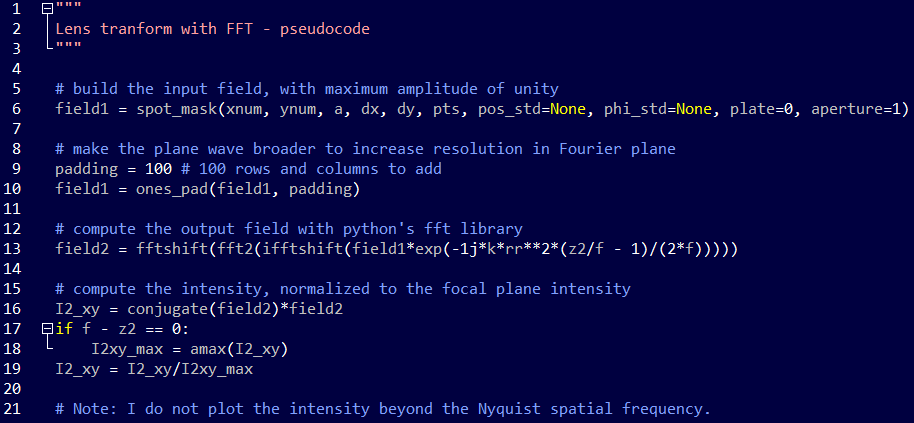 1 """
2 Lens tranform with FFT - pseudocode
3 """
4
5 # build the input field, with maximum amplitude of unity
6 field1 = spot_mask(xnum, ynum, a, dx, dy, pts, pos_std=None, phi_std=None, plate=0, aperture=1)
7
8 # make the plane wave broader to increase resolution in Fourier plane
9 padding = 100 # 100 rows and columns to add
10 field1 = ones_pad(field1, padding)
11
12 # compute the output field with python's fft library
13 field2 = fftshift(fft2(ifftshift(field1*exp(-1j*k*rr**2*(z2/f - 1)/(2*f)))))
14
15 # compute the intensity, normalized to the focal plane intensity
16 I2_xy = conjugate(field2)*field2
17 if f - z2 == 0:
18     I2xy_max = amax(I2_xy)
19 I2_xy = I2_xy/I2xy_max
20
21 # Note: I do not plot the intensity beyond the Nyquist spatial frequency.